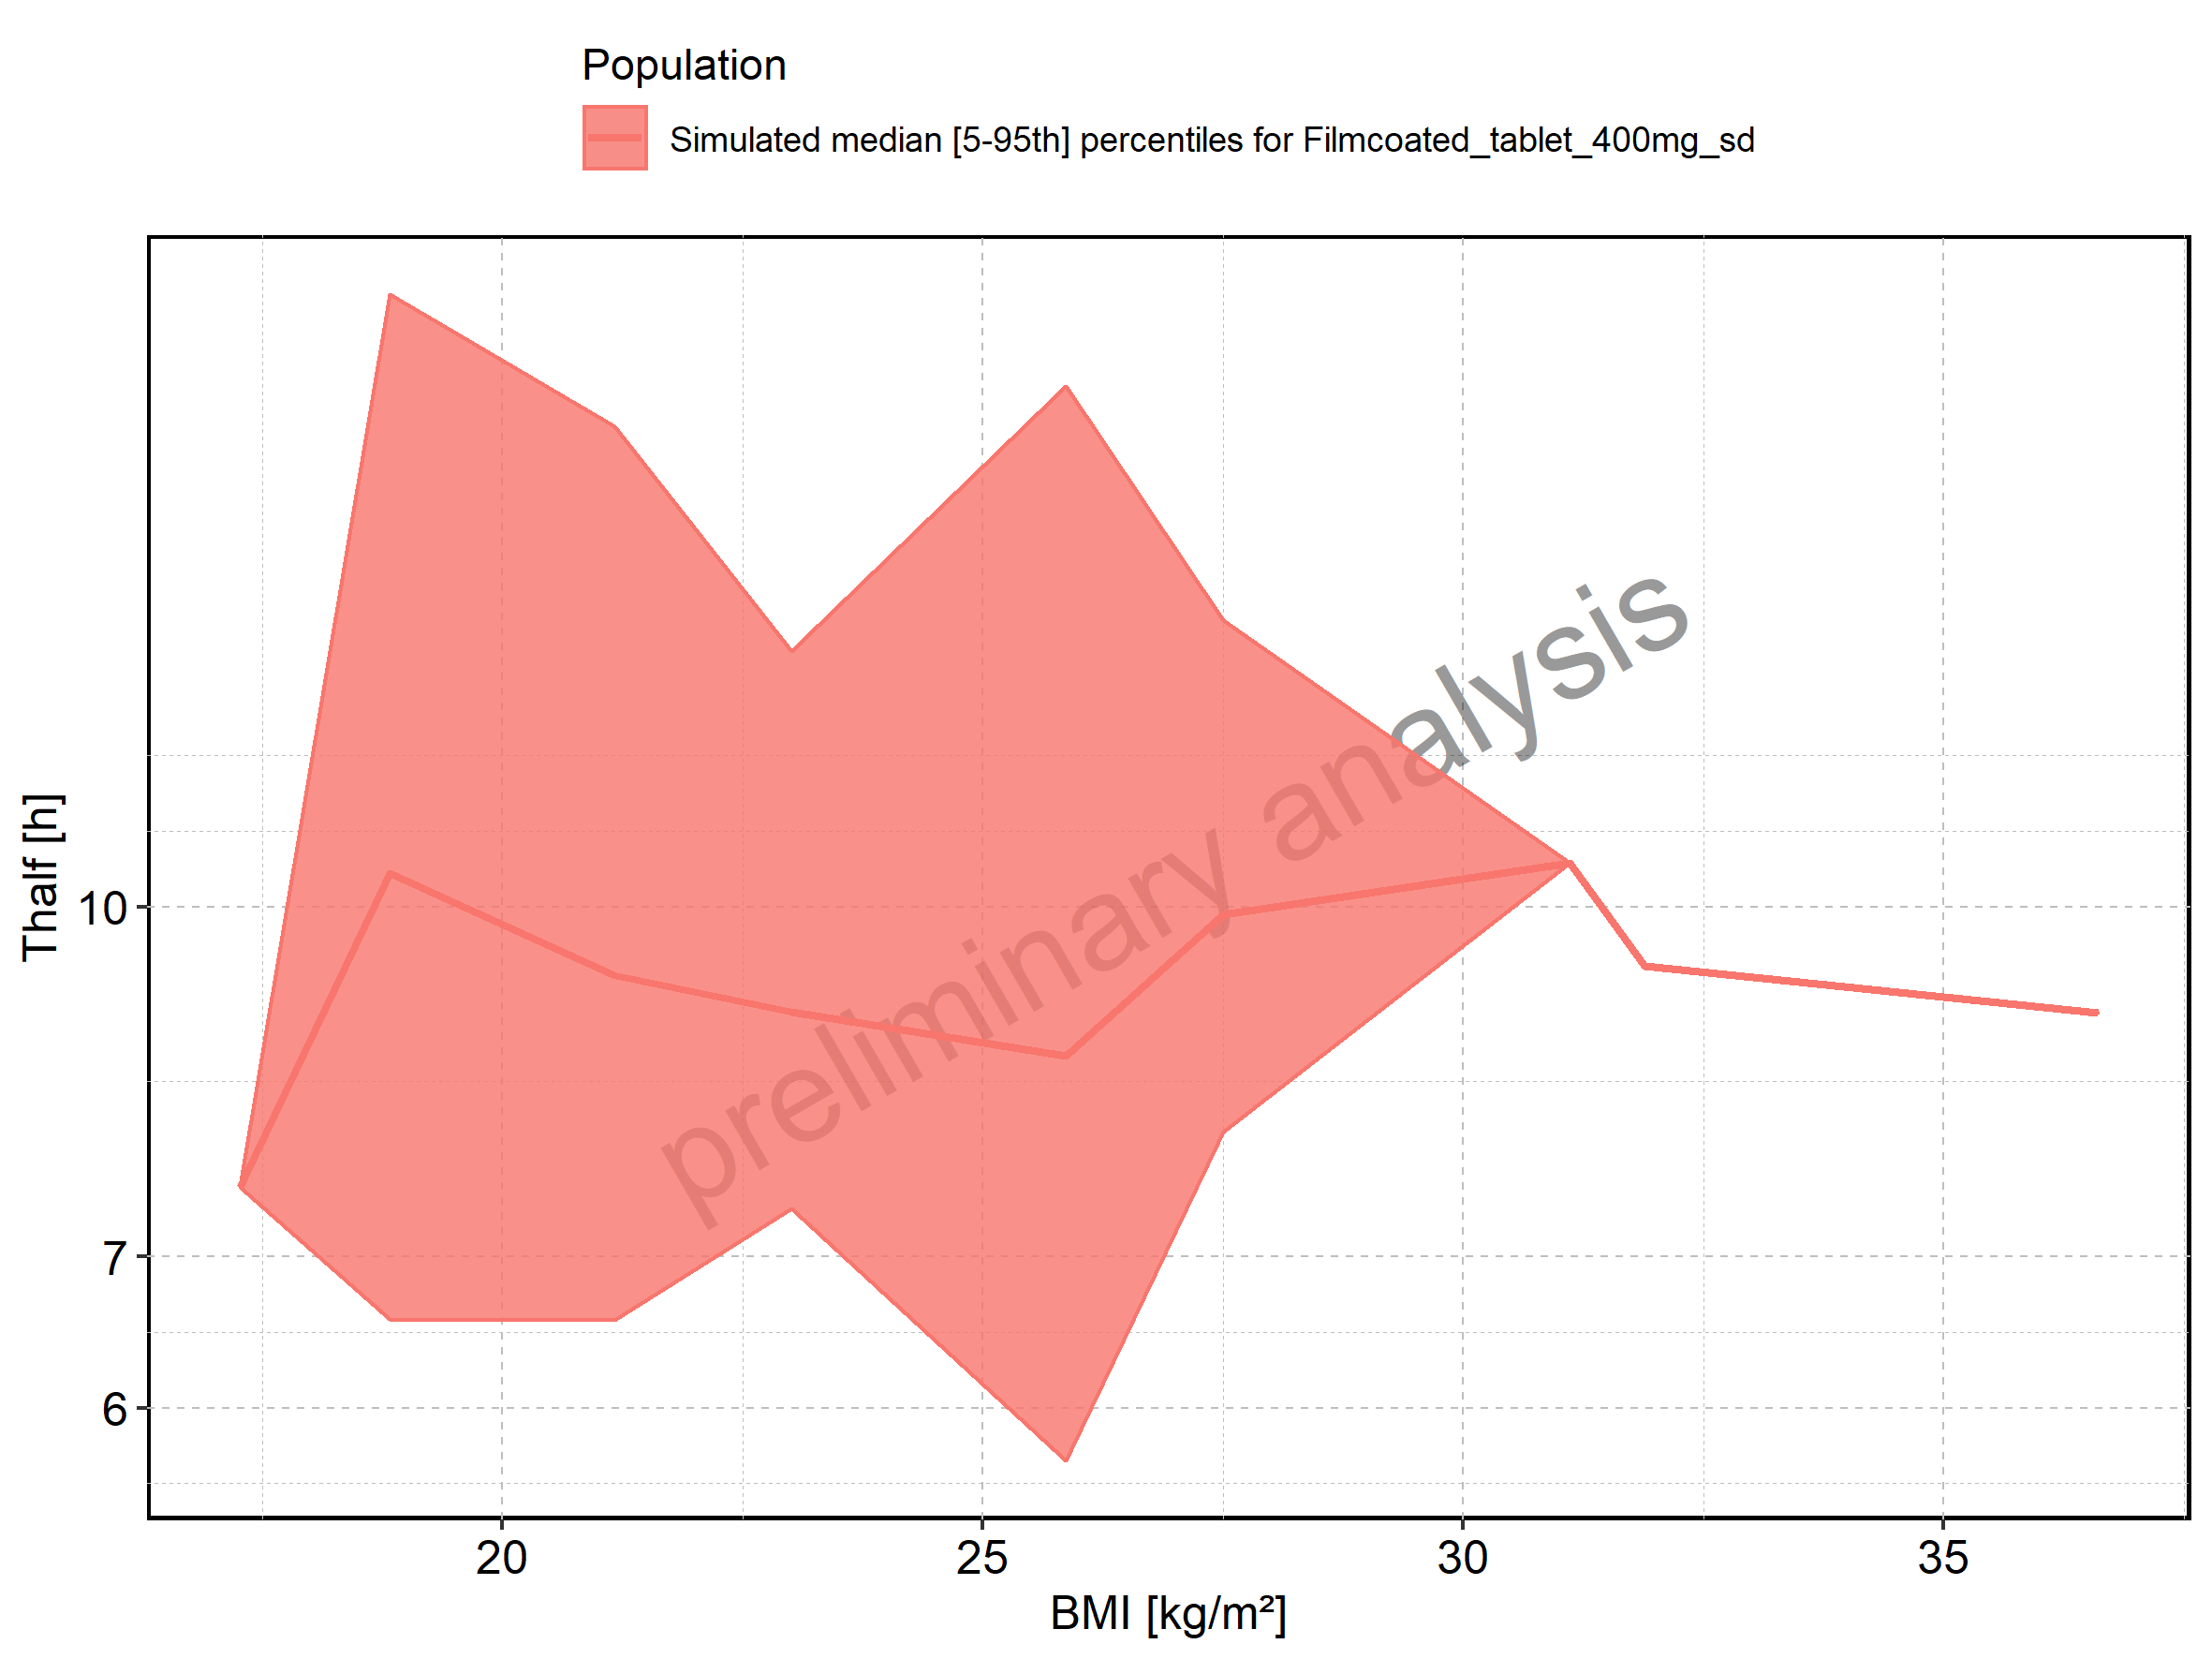 Population
Simulated median [5-95th] percentiles for Filmcoated_tablet_400mg_sd
Thalf [h]
10
7
6
preliminary analysis
20
25
30
35
BMI [kg/m²]